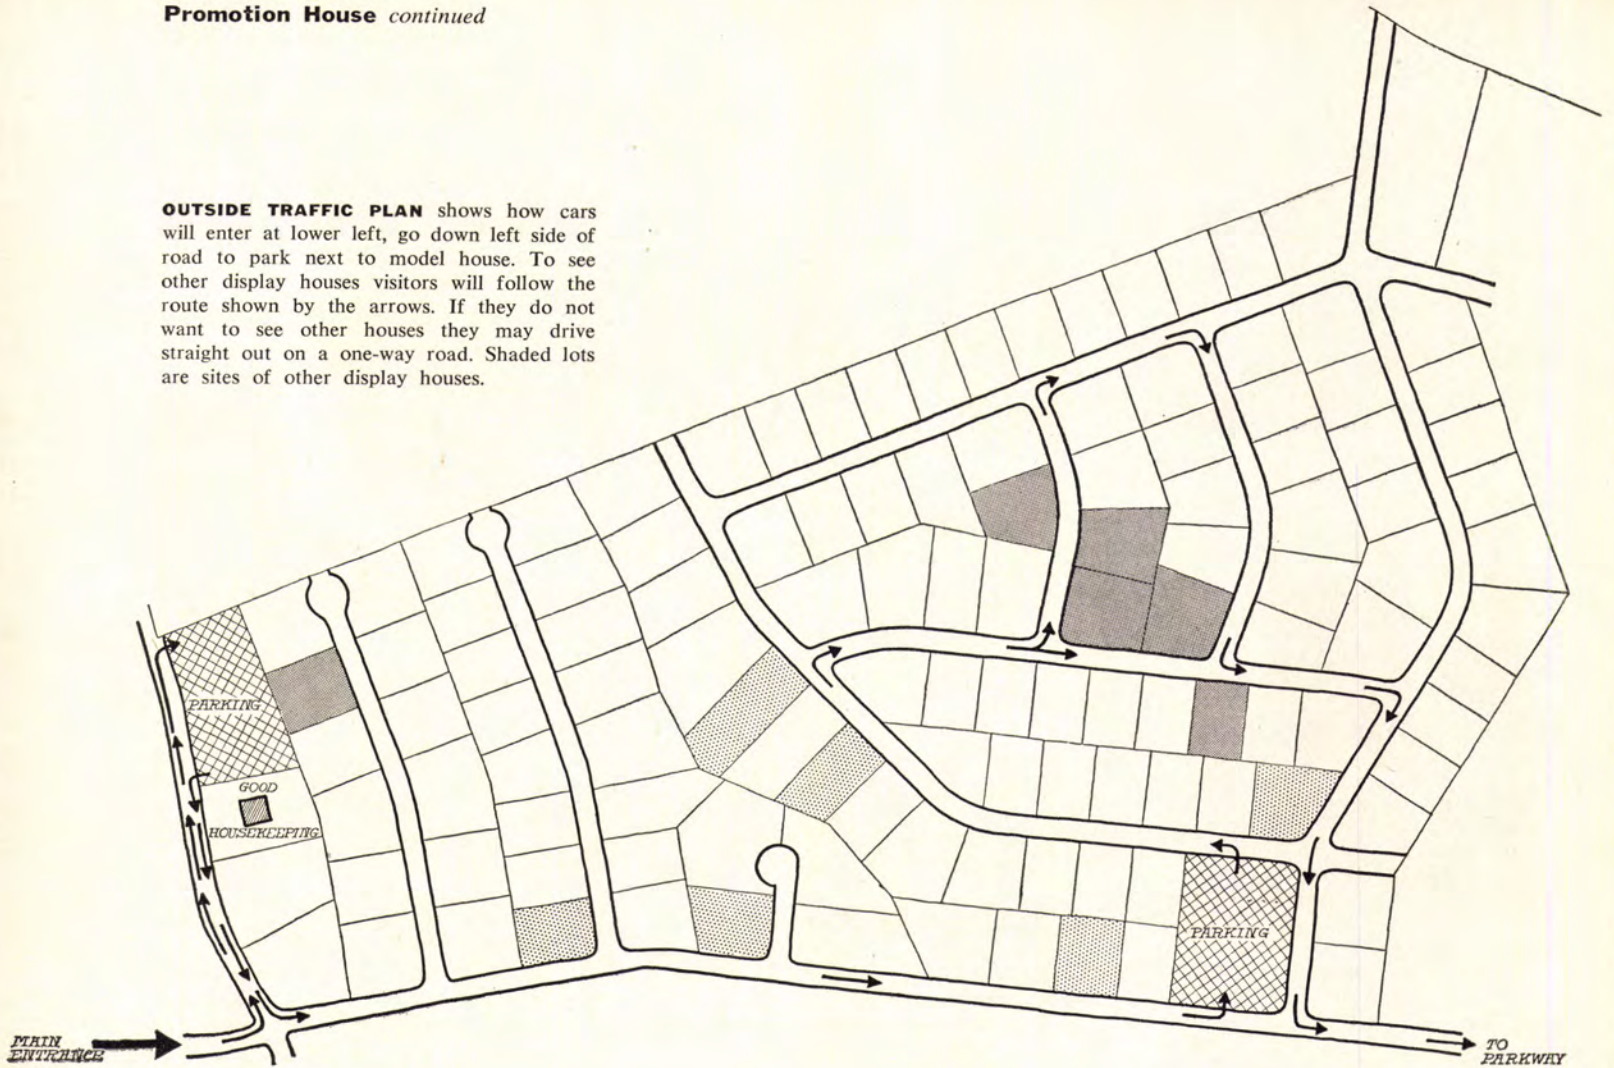 Promotion House continued
OUTSIDE TRAFFIC PLAN shows how cars
will enter at lower left, go down left side of
road to park next to model house. To see
other display houses visitors will follow the
route shown by the arrows. If they do not
want to see other houses they may drive
straight out on a one-way road. Shaded lots
are sites of other display houses.
PARKING
GOOD
HOUSEKEEPING
PARKING
MAIN
ENTRANCE
TO
PARKWAY